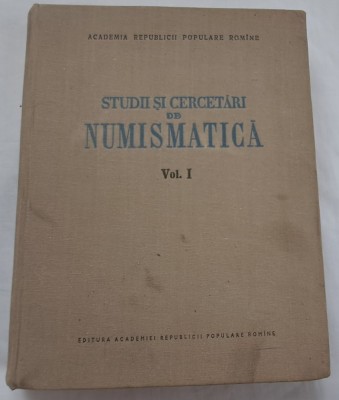 ACADEMIA REPUBLICII POPULARE ROMÎNE
STUDII ȘI CERCETĂRI
DE
NUMISMATICĂ
Vol. I
EDITURA ACADEMIEI REPUBLICII POPULARE ROMÎNE